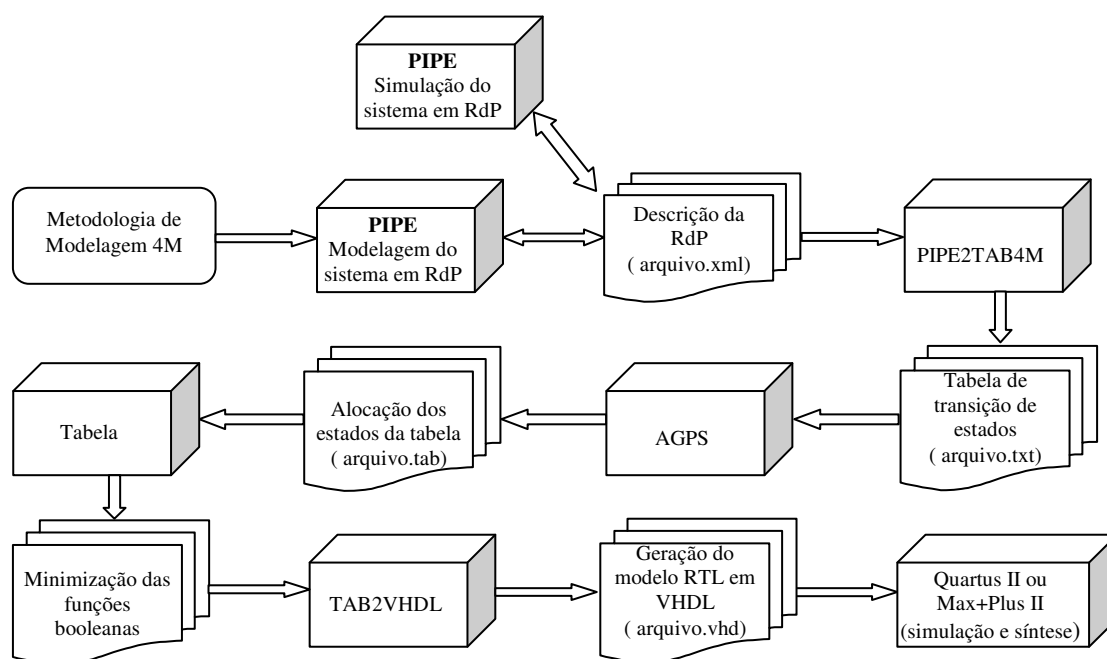 PIPE
Simulação do
sistema em RdP
Metodologia de
Modelagem 4M
PIPE
Modelagem do
sistema em RdP
Descrição da
RdP
( arquivo.xml)
PIPE2TAB4M
Tabela
Alocação dos
estados da tabela
( arquivo.tab)
AGPS
Tabela de
transição de
estados
( arquivo.txt)
Minimização das
funções
booleanas
TAB2VHDL
Geração do
modelo RTL em
VHDL
( arquivo.vhd)
Quartus II ou
Max+Plus II
(simulação e síntese)